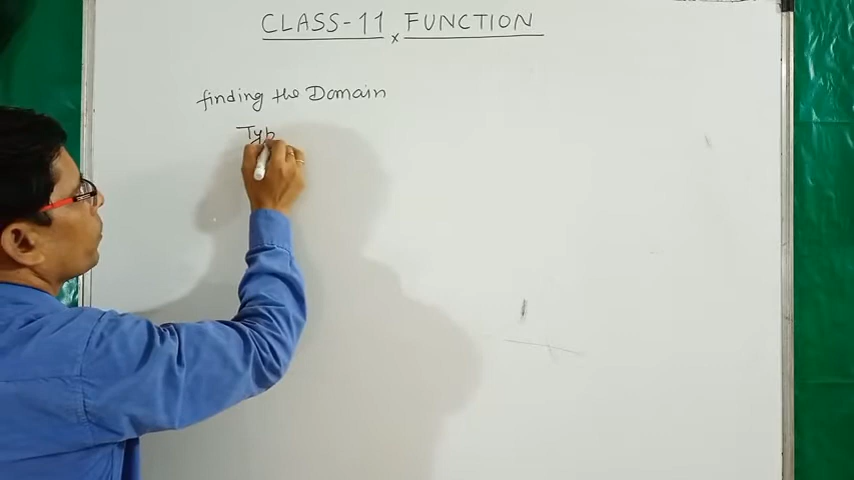 CLASS-11 x FUNCTION
finding the Domain
Typ